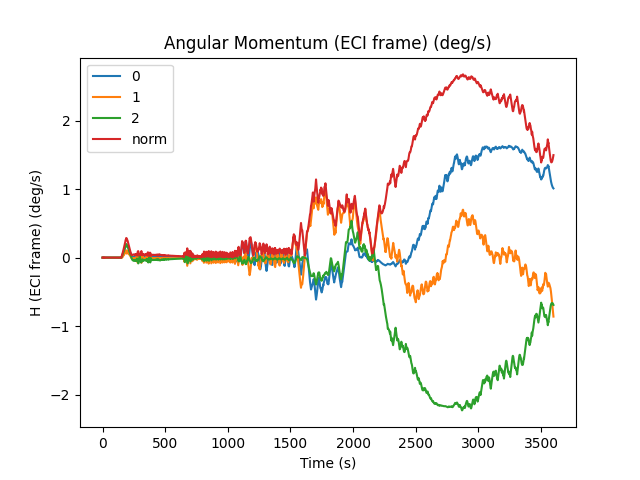 Angular Momentum (ECI frame) (deg/s)
0
1
2
norm
H (ECI frame) (deg/s)
2
1
0
−1
−2
0 500 1000 1500 2000 2500 3000 3500
Time (s)